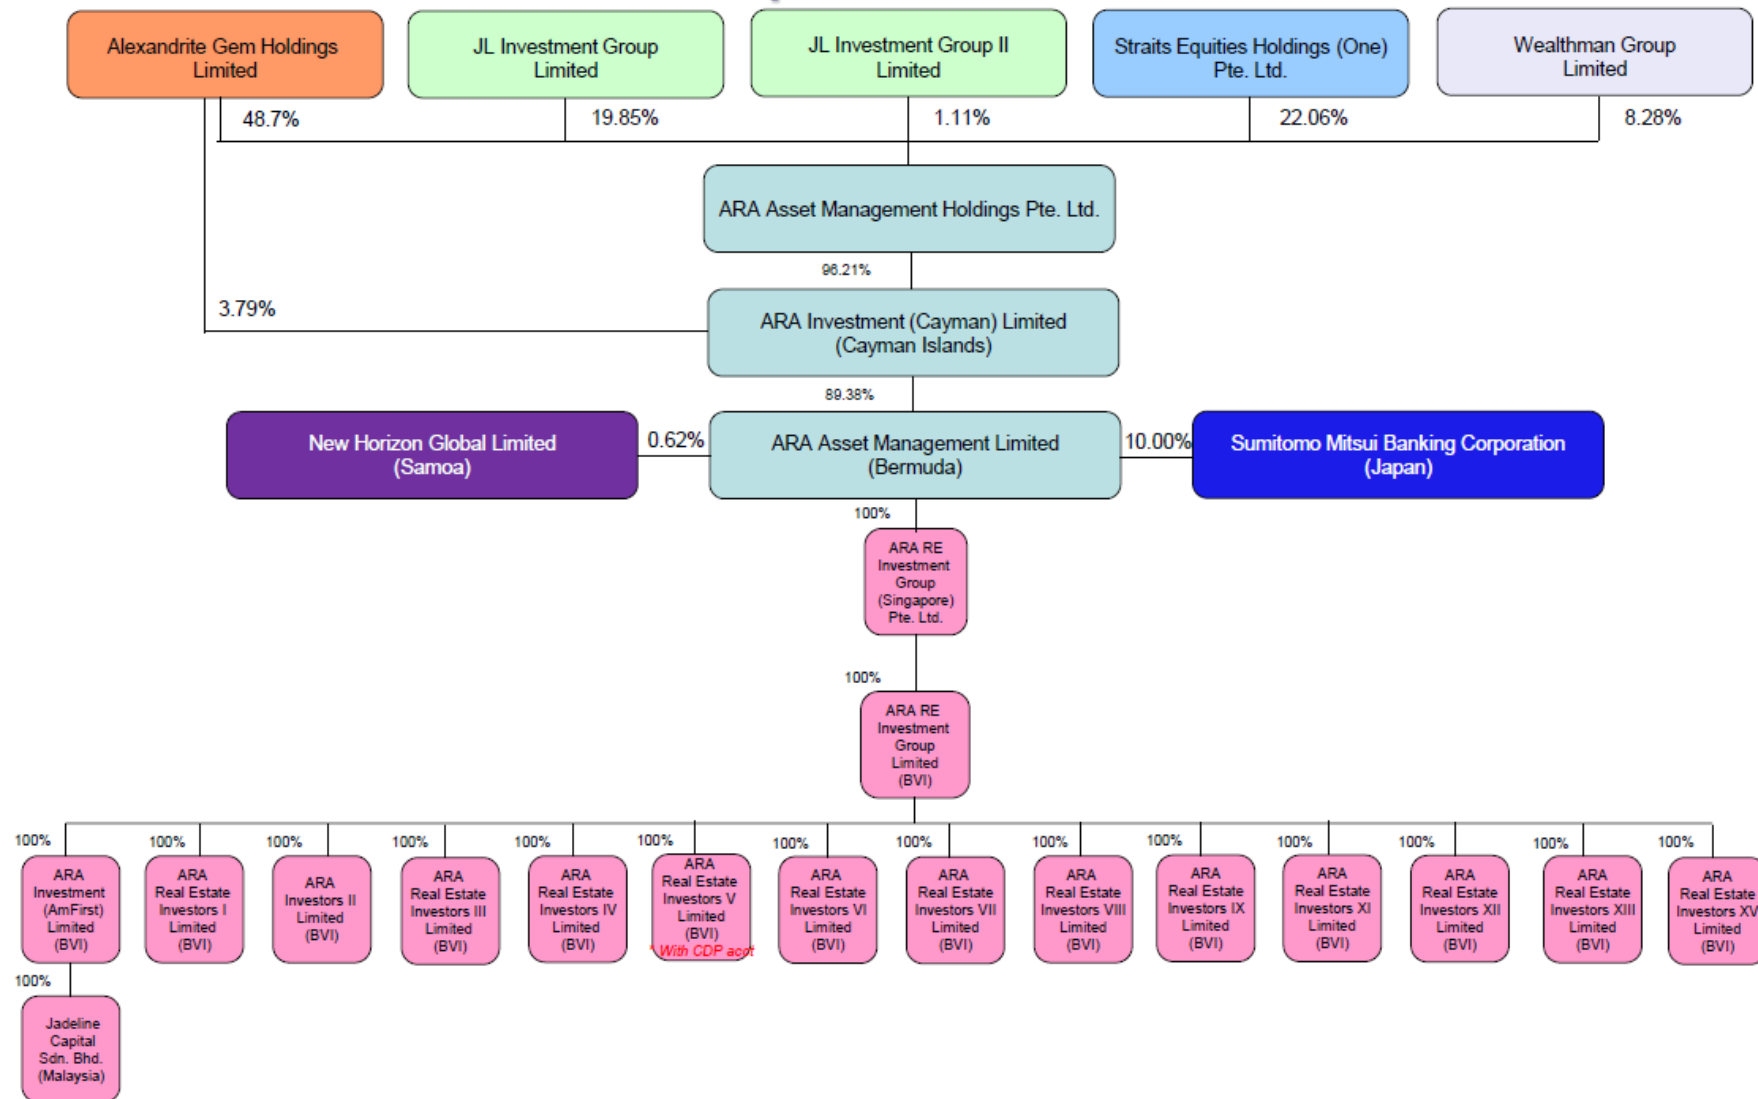 Alexandrite Gem Holdings
Limited
JL Investment Group
Limited
JL Investment Group II
Limited
Straits Equities Holdings (One)
Pte. Ltd.
Wealthman Group
Limited
48.7%
19.85%
1.11%
22.06%
8.28%
ARA Asset Management Holdings Pte. Ltd.
96.21%
3.79%
ARA Investment (Cayman) Limited
(Cayman Islands)
89.38%
New Horizon Global Limited
(Samoa)
0.62%
ARA Asset Management Limited
(Bermuda)
10.00%
Sumitomo Mitsui Banking Corporation
(Japan)
100%
ARA RE
Investment
Group
(Singapore)
Pte. Ltd.
100%
ARA RE
Investment
Group
Limited
(BVI)
100%
ARA
Investment
(AmFirst)
Limited
(BVI)
100%
ARA
Real Estate
Investors I
Limited
(BVI)
100%
ARA
Investors II
Limited
(BVI)
100%
ARA
Real Estate
Investors III
Limited
(BVI)
100%
ARA
Real Estate
Investors IV
Limited
(BVI)
100%
ARA
Real Estate
Investors V
Limited
(BVI)
* With CDP acct
100%
ARA
Real Estate
Investors VI
Limited
(BVI)
100%
ARA
Real Estate
Investors VII
Limited
(BVI)
100%
ARA
Real Estate
Investors VIII
Limited
(BVI)
100%
ARA
Real Estate
Investors IX
Limited
(BVI)
100%
ARA
Real Estate
Investors XI
Limited
(BVI)
100%
ARA
Real Estate
Investors XII
Limited
(BVI)
100%
ARA
Real Estate
Investors XIII
Limited
(BVI)
100%
ARA
Real Estate
Investors XV
Limited
(BVI)
100%
Jadeline
Capital
Sdn. Bhd.
(Malaysia)